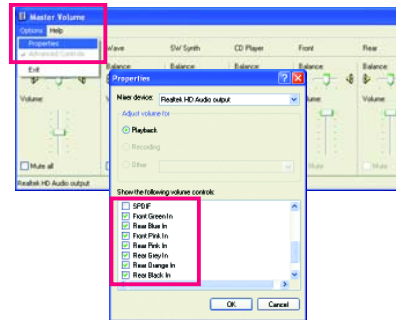 Master Volume
Options Help
Properties
Advanced Controls
Exit
Wave
SW Synth
CD Player
Front
Rear
Balance:
Balance:
Balance:
Balance:
Balance:
Volume:
Volume:
Mute all
Mute
Mute
Realtek HD Audio output
Properties
Mixer device: Realtek HD Audio output
Adjust volume for
Playback
Recording
Other
Show the following volume controls:
SPDIF
Front Green In
Rear Blue In
Front Pink In
Rear Pink In
Rear Grey In
Rear Orange In
Rear Black In
OK Cancel